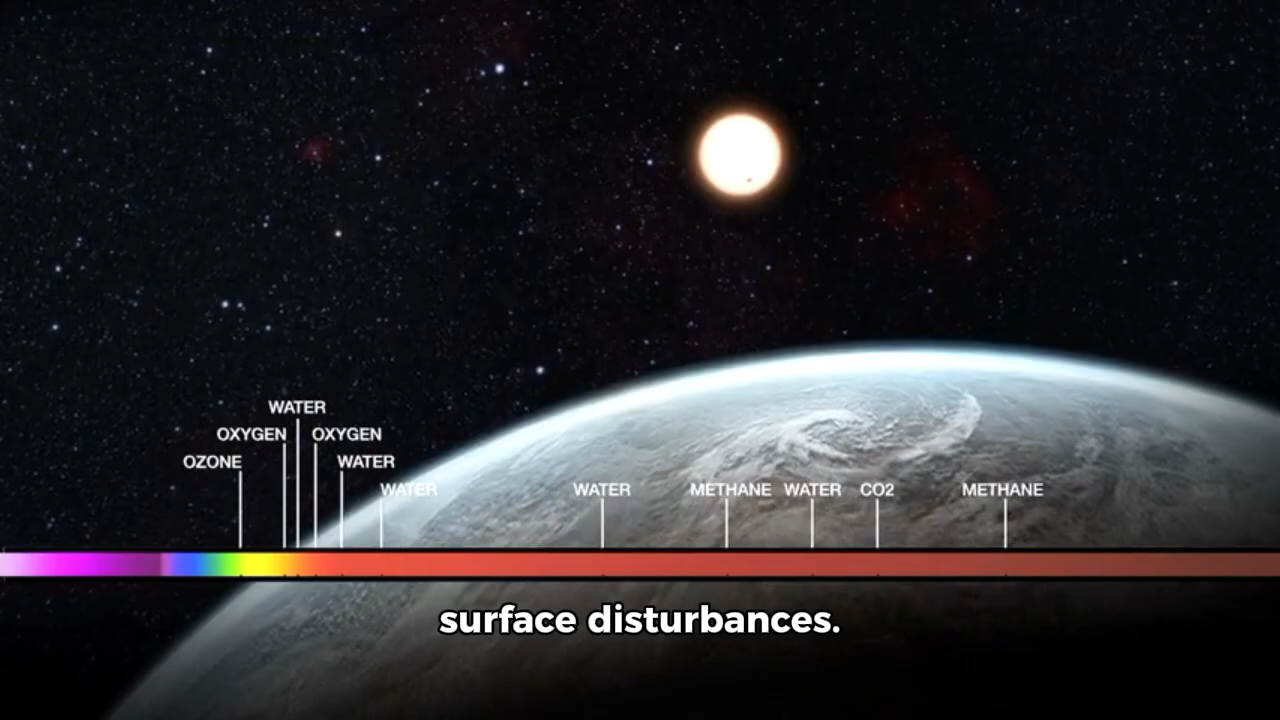 WATER
OXYGEN OXYGEN
OZONE WATER
WATER WATER METHANE WATER CO2 METHANE
surface disturbances.